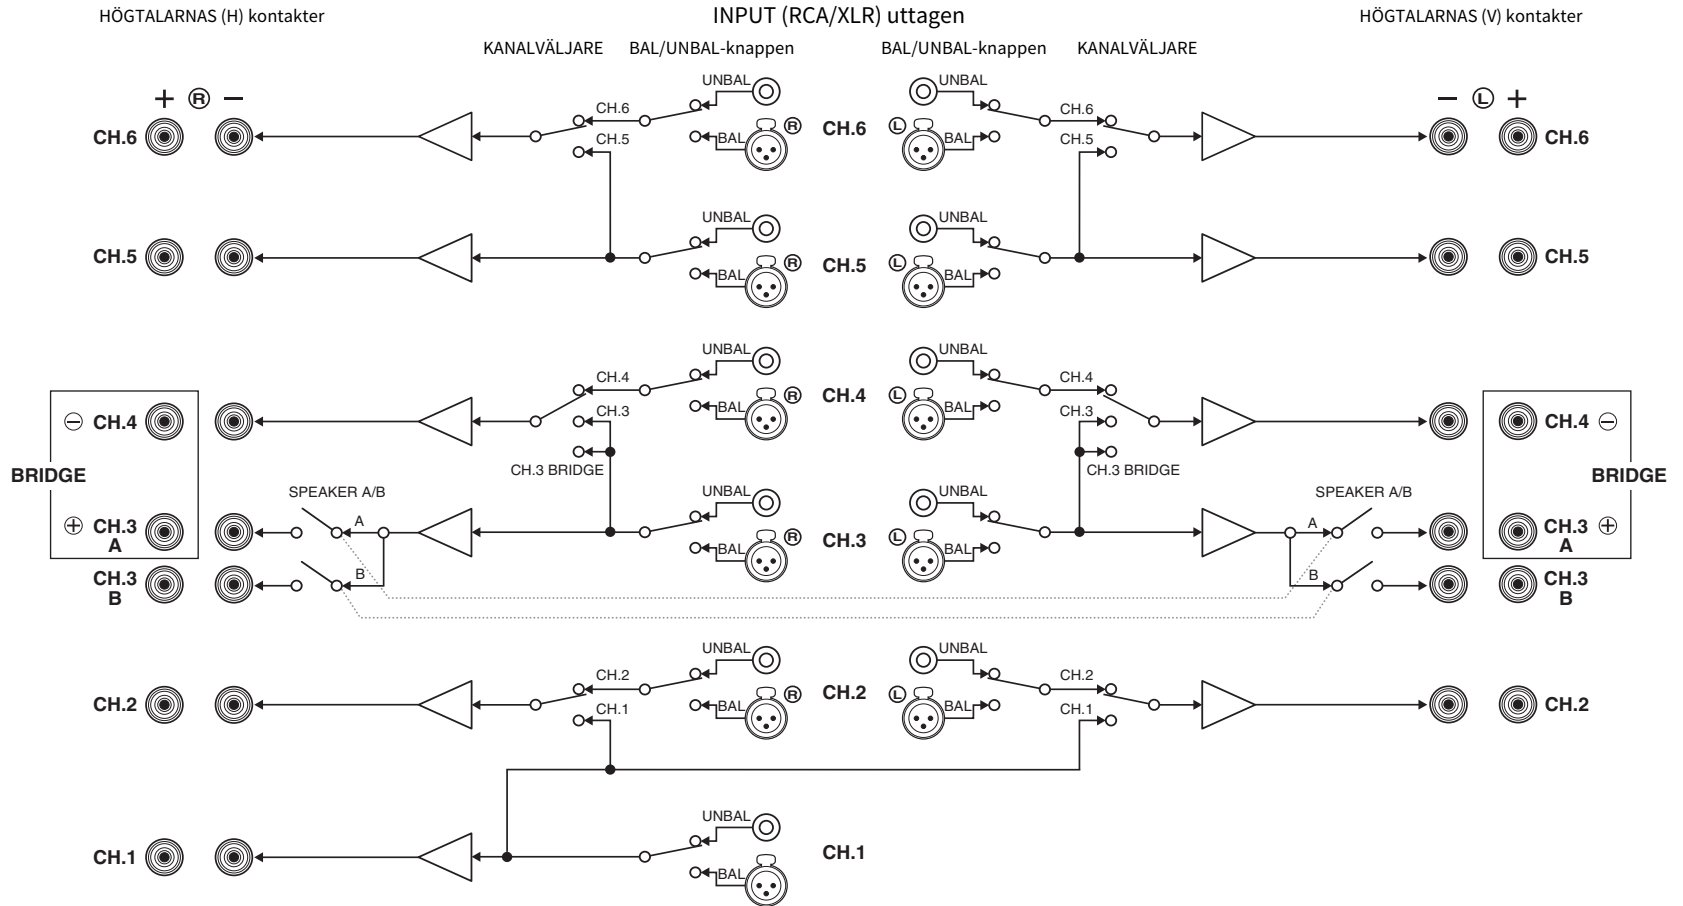 HÖGTALARNAS (H) kontakter
INPUT (RCA/XLR) uttagen
HÖGTALARNAS (V) kontakter
KANALVÄLJARE
BAL/UNBAL-knappen
BAL/UNBAL-knappen
KANALVÄLJARE
+ R −
CH.6
CH.6
CH.5
UNBAL
BAL
R
CH.6
UNBAL
L
BAL
CH.6
CH.5
− L +
CH.6
CH.5
UNBAL
BAL
R
CH.5
UNBAL
L
BAL
CH.5
− CH.4
BRIDGE
+ CH.3
A
CH.3
B
CH.4
CH.3
CH.3 BRIDGE
UNBAL
BAL
R
CH.4
UNBAL
L
BAL
CH.4
CH.3
CH.3 BRIDGE
CH.4 −
BRIDGE
CH.3 +
A
CH.3
B
SPEAKER A/B
A
B
UNBAL
BAL
R
CH.3
UNBAL
L
BAL
SPEAKER A/B
A
B
CH.2
CH.2
CH.1
UNBAL
BAL
R
CH.2
UNBAL
L
BAL
CH.2
CH.1
CH.2
CH.1
UNBAL
BAL
CH.1